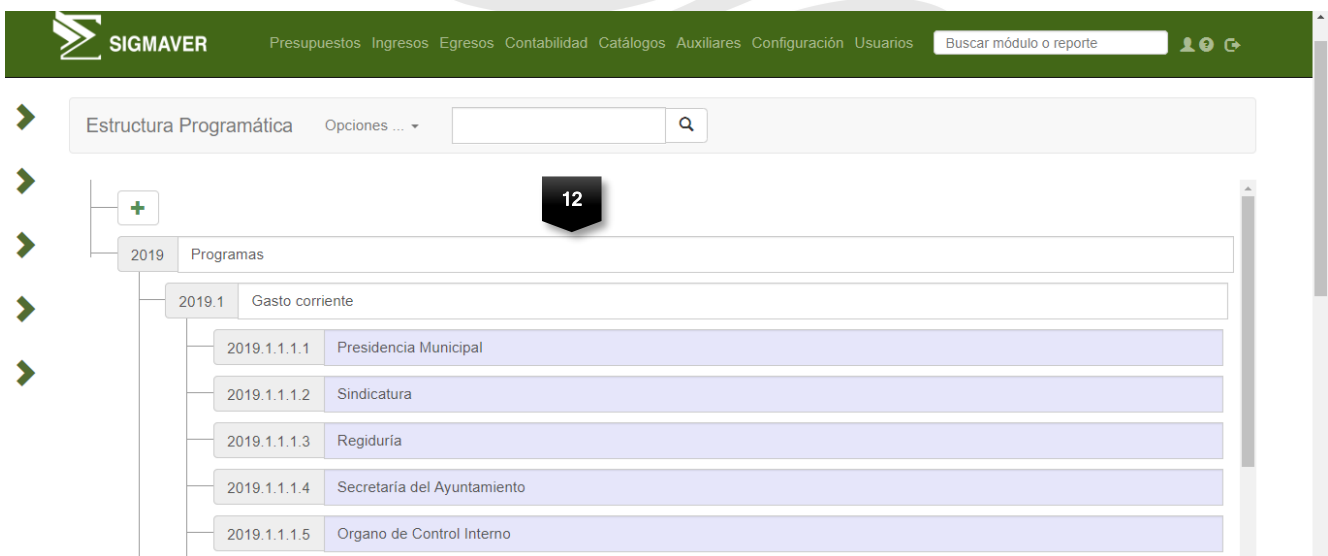 SIGMAVER Presupuestos Ingresos Egresos Contabilidad Catálogos Auxiliares Configuración Usuarios Buscar módulo o reporte
Estructura Programática Opciones ...
12
2019 Programas
2019.1 Gasto corriente
2019.1.1.1.1 Presidencia Municipal
2019.1.1.1.2 Sindicatura
2019.1.1.1.3 Regiduría
2019.1.1.1.4 Secretaría del Ayuntamiento
2019.1.1.1.5 Organo de Control Interno